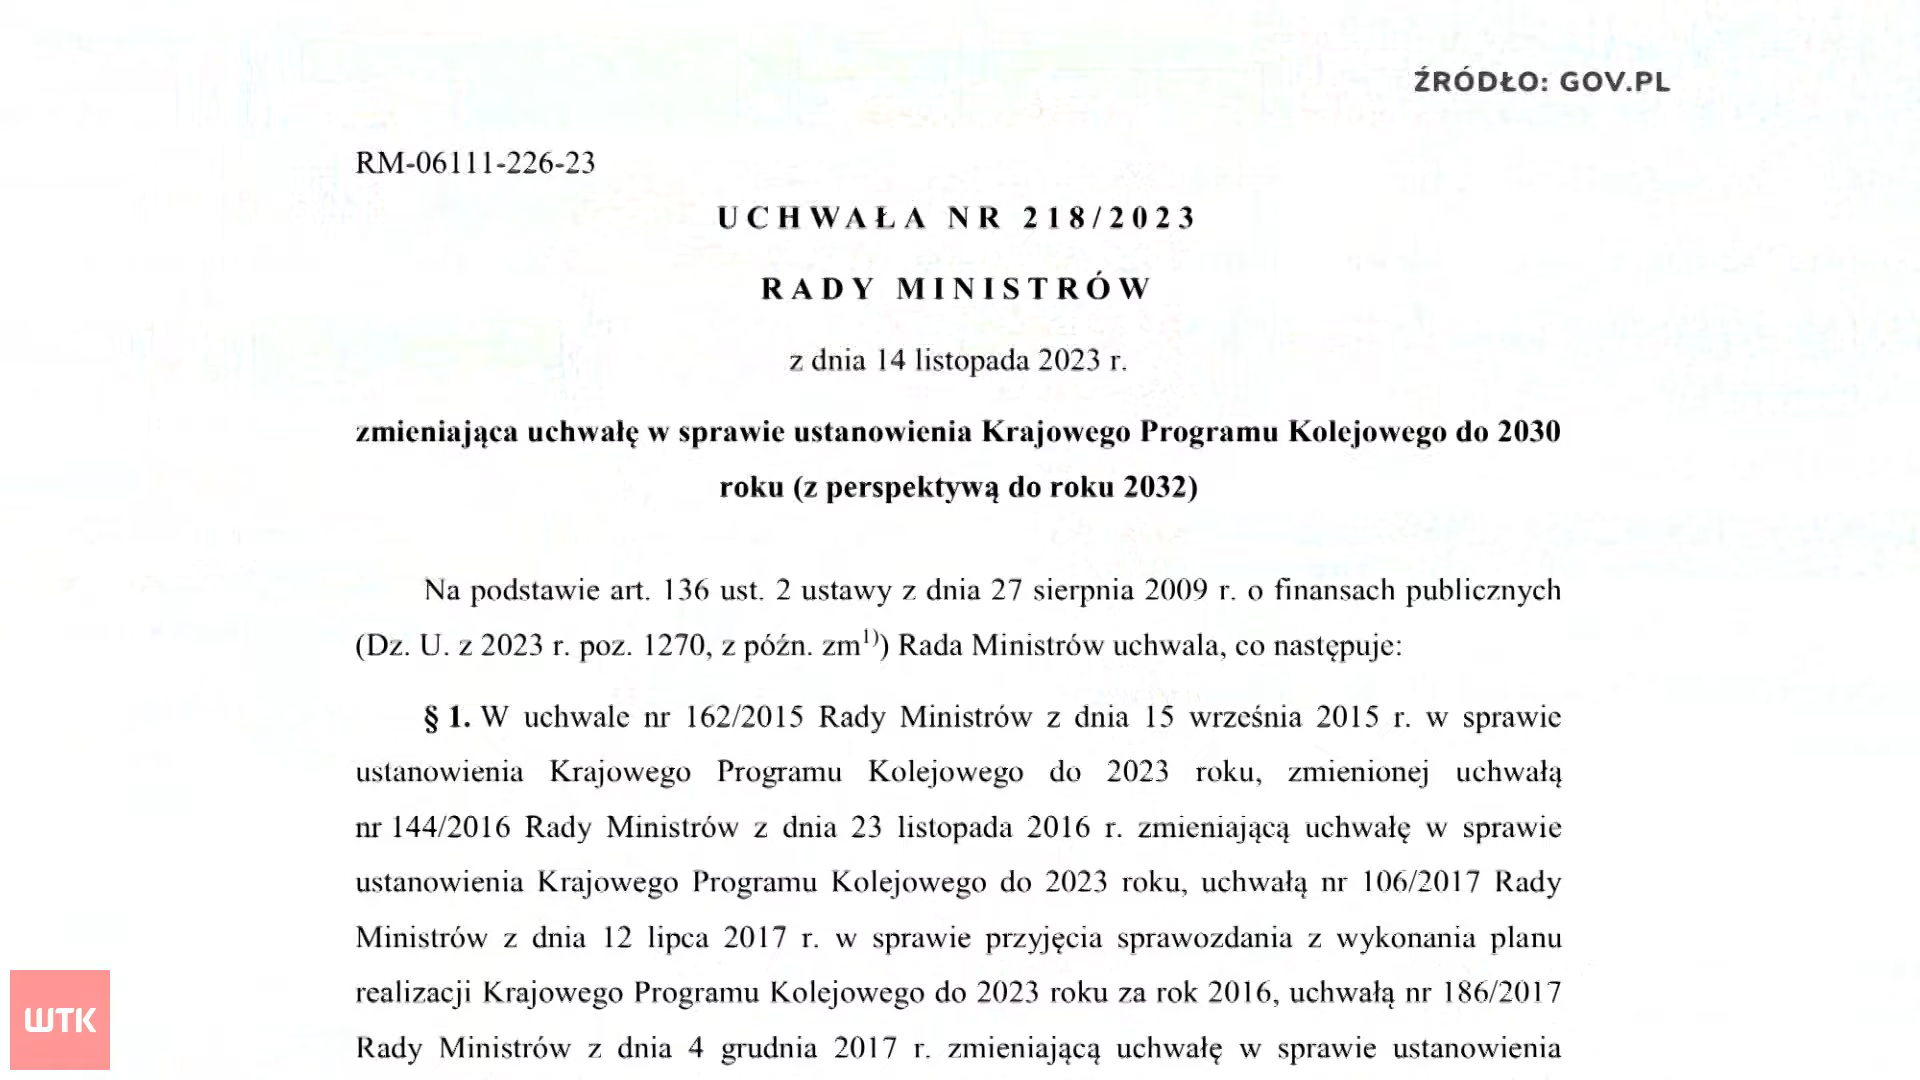 ŹRÓDŁO: GOV.PL
RM-06111-226-23
UCHWAŁA NR 218/2023
RADY MINISTRÓW
z dnia 14 listopada 2023 r.
zmieniająca uchwałę w sprawie ustanowienia Krajowego Programu Kolejowego do 2030
roku (z perspektywą do roku 2032)
Na podstawie art. 136 ust. 2 ustawy z dnia 27 sierpnia 2009 r. o finansach publicznych
(Dz. U. z 2023 r. poz. 1270, z późn. zm¹⁾) Rada Ministrów uchwala, co następuje:
§ 1. W uchwale nr 162/2015 Rady Ministrów z dnia 15 września 2015 r. w sprawie
ustanowienia Krajowego Programu Kolejowego do 2023 roku, zmienionej uchwałą
nr 144/2016 Rady Ministrów z dnia 23 listopada 2016 r. zmieniającą uchwałę w sprawie
ustanowienia Krajowego Programu Kolejowego do 2023 roku, uchwałą nr 106/2017 Rady
Ministrów z dnia 12 lipca 2017 r. w sprawie przyjęcia sprawozdania z wykonania planu
realizacji Krajowego Programu Kolejowego do 2023 roku za rok 2016, uchwałą nr 186/2017
Rady Ministrów z dnia 4 grudnia 2017 r. zmieniającą uchwałę w sprawie ustanowienia
WTK